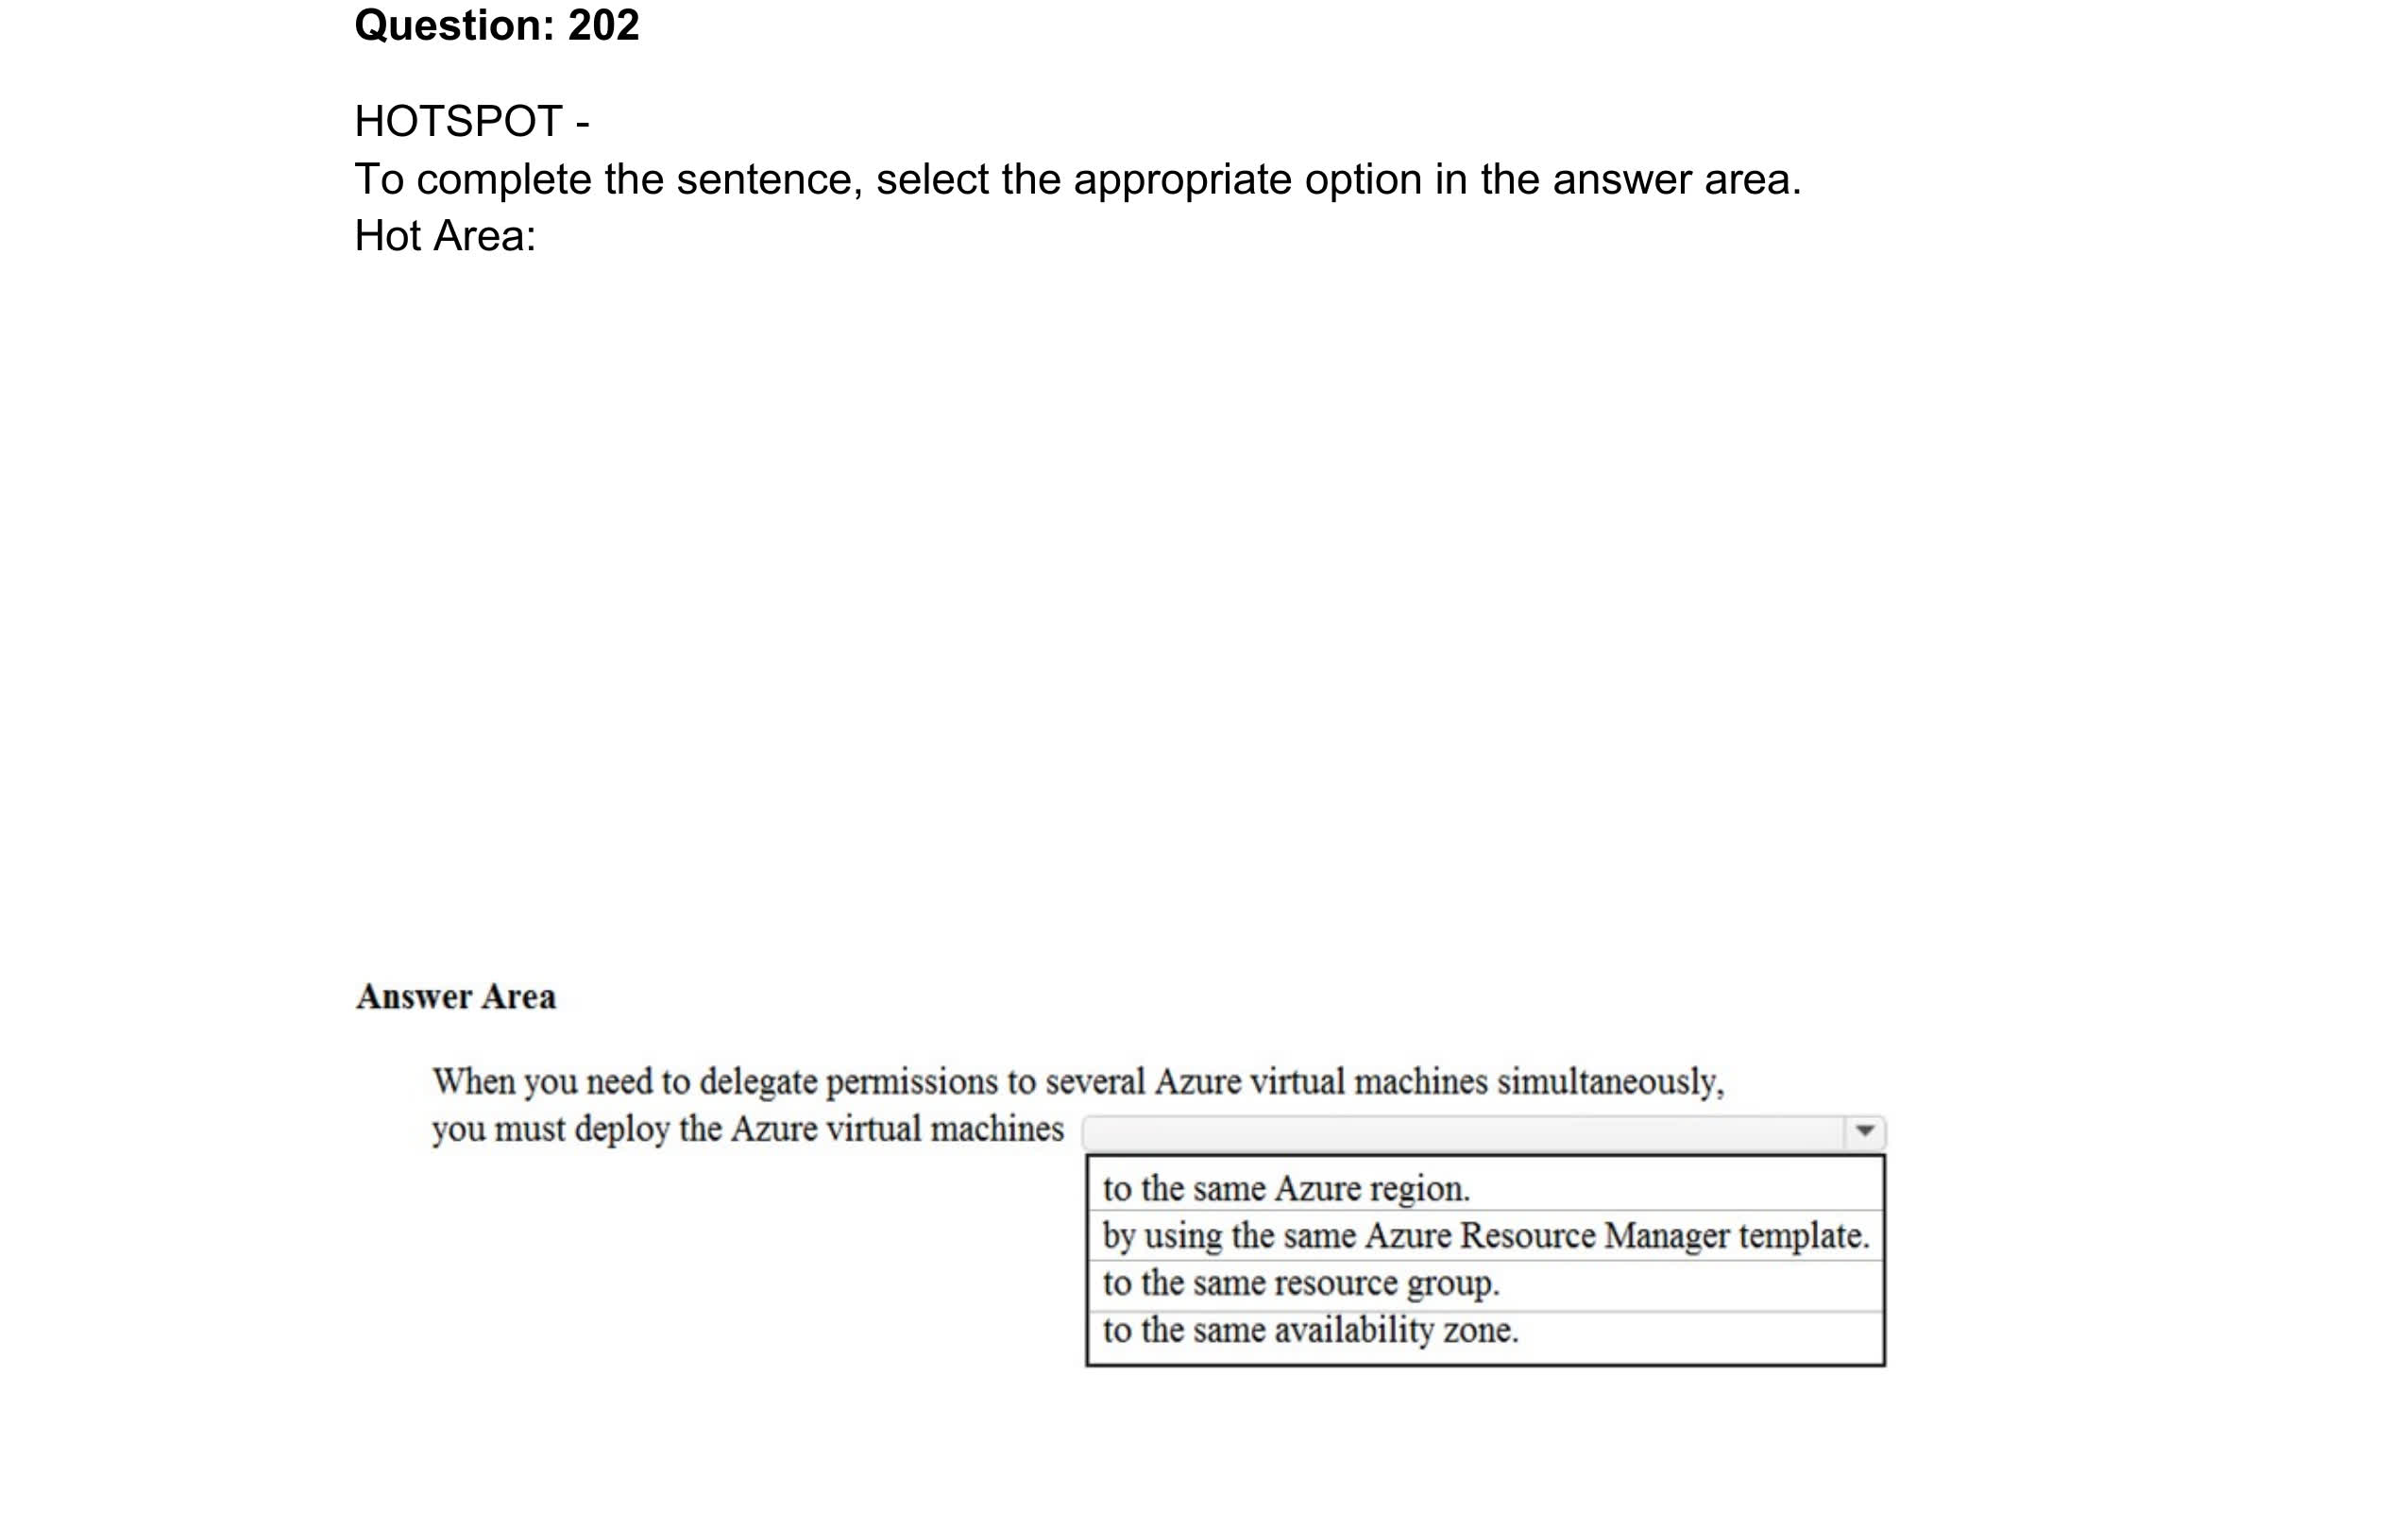 Question: 202
HOTSPOT -
To complete the sentence, select the appropriate option in the answer area.
Hot Area:
Answer Area
When you need to delegate permissions to several Azure virtual machines simultaneously,
you must deploy the Azure virtual machines
to the same Azure region.
by using the same Azure Resource Manager template.
to the same resource group.
to the same availability zone.